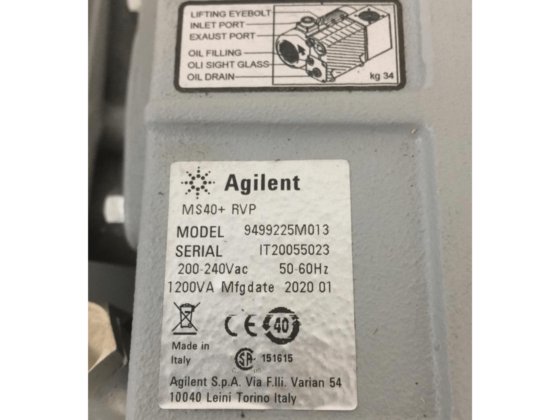 LIFTING EYEBOLT
INLET PORT
EXAUST PORT
OIL FILLING
OLI SIGHT GLASS
OIL DRAIN
kg 34
Agilent
MS40+ RVP
MODEL 9499225M013
SERIAL IT20055023
200-240Vac 50-60Hz
1200VA Mfgdate 2020 01
CE 40
Made in
Italy
SA 151615
Agilent S.p.A. Via F.lli. Varian 54
10040 Leini Torino Italy